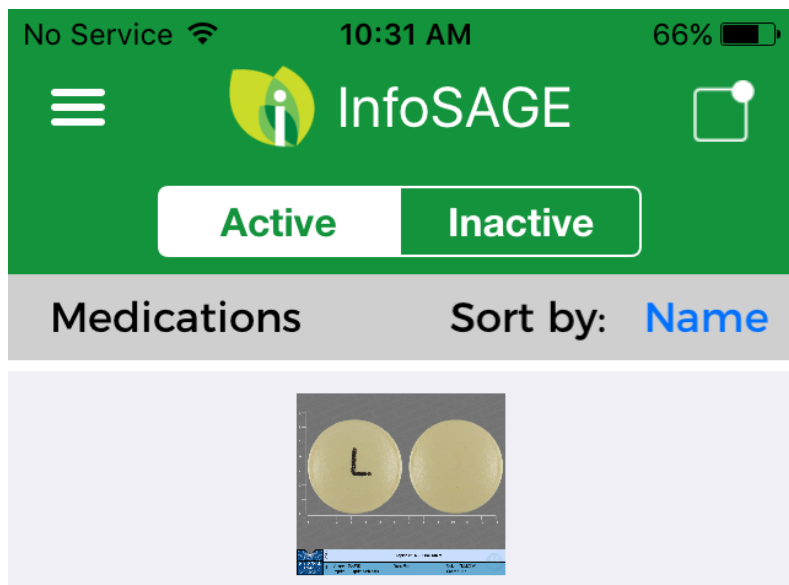 No Service 10:31 AM 66%
InfoSAGE
Active Inactive
Medications Sort by: Name
L